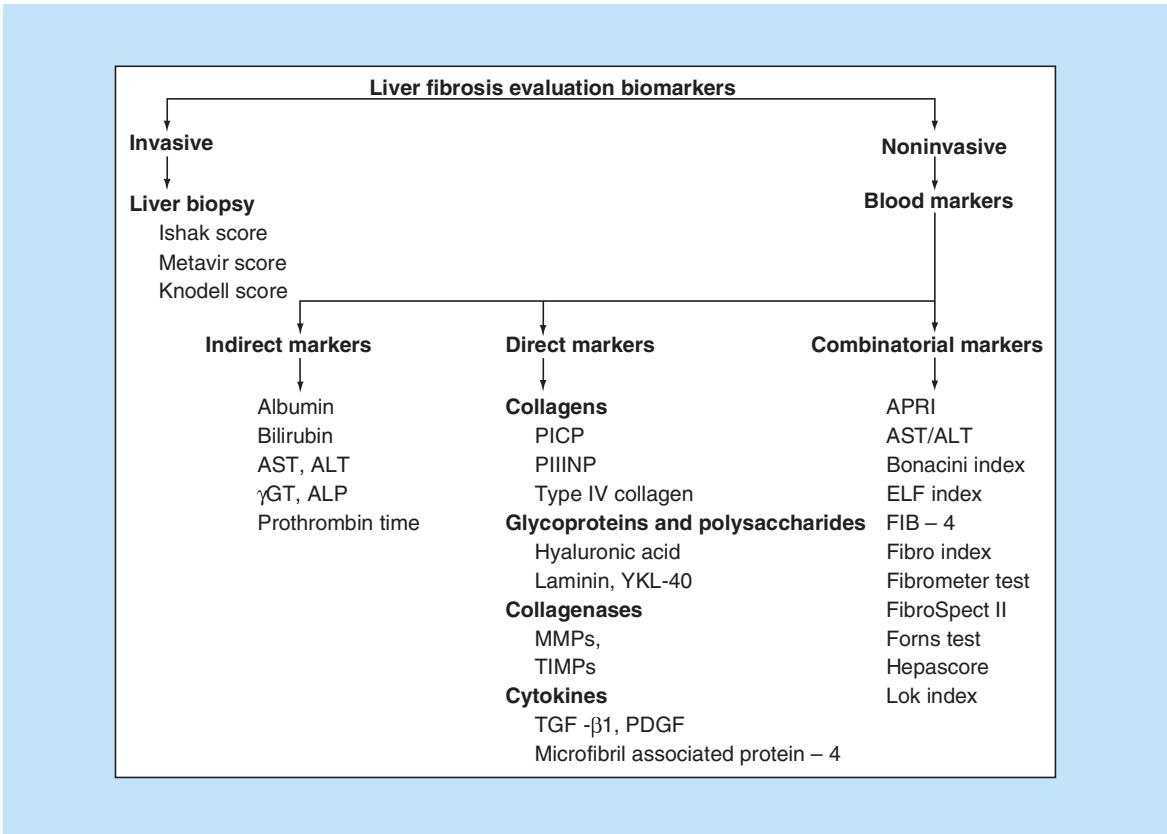 Liver fibrosis evaluation biomarkers
Invasive
Noninvasive
Liver biopsy
Ishak score
Metavir score
Knodell score
Blood markers
Indirect markers
Albumin
Bilirubin
AST, ALT
γGT, ALP
Prothrombin time
Direct markers
Collagens
PICP
PIIINP
Type IV collagen
Glycoproteins and polysaccharides
Hyaluronic acid
Laminin, YKL-40
Collagenases
MMPs,
TIMPs
Cytokines
TGF -β1, PDGF
Microfibril associated protein – 4
Combinatorial markers
APRI
AST/ALT
Bonacini index
ELF index
FIB – 4
Fibro index
Fibrometer test
FibroSpect II
Forns test
Hepascore
Lok index